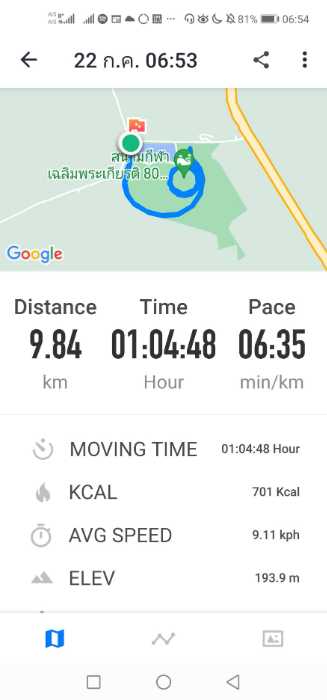 81% 06:54
22 ก.ค. 06:53
สนามกีฬา
เฉลิมพระเกียรติ 80...
Google
Distance Time Pace
9.84 01:04:48 06:35
km Hour min/km
MOVING TIME 01:04:48 Hour
KCAL 701 Kcal
AVG SPEED 9.11 kph
ELEV 193.9 m